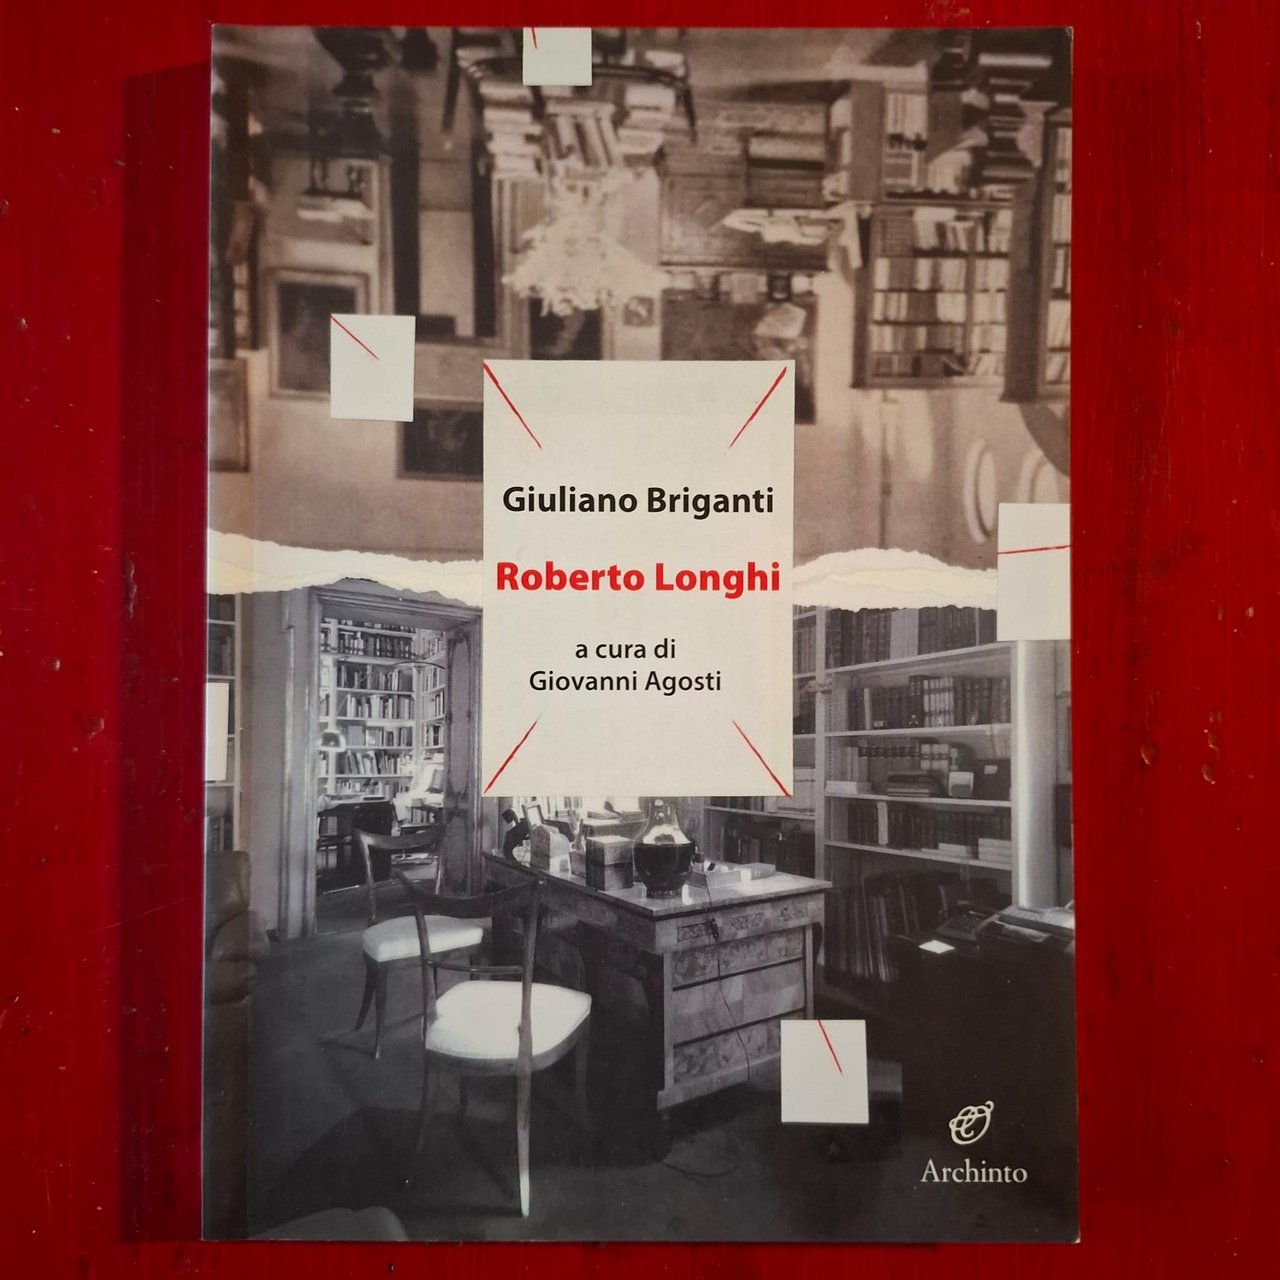 Giuliano Briganti
Roberto Longhi
a cura di
Giovanni Agosti
Archinto